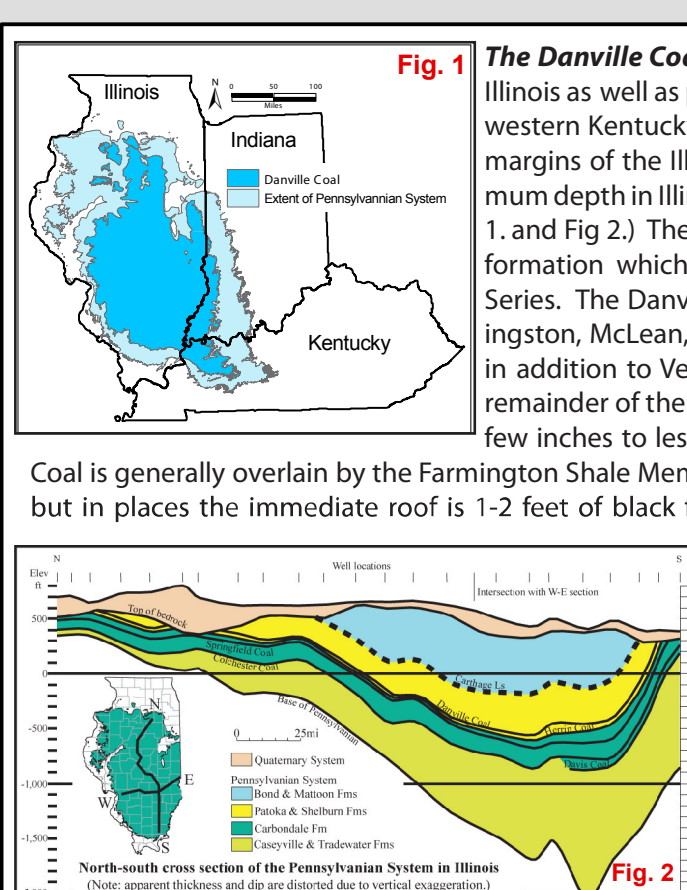 Fig. 1
Illinois
N
0 50 100
Miles
Indiana
Danville Coal
Extent of Pennsylvannian System
Kentucky
The Danville Coa
Illinois as well as
western Kentuck
margins of the Ill
mum depth in Illin
1. and Fig 2.) The
formation which
Series. The Danv
ingston, McLean,
in addition to Ve
remainder of the
few inches to les
Coal is generally overlain by the Farmington Shale Mem
but in places the immediate roof is 1-2 feet of black
N
S
Elev
ft
Well locations
Intersection with W-E section
500
0
-500
-1,000
-1,500
Top of bedrock
Springfield Coal
Colchester Coal
Base of Pennsylvanian
Carthage Ls.
Danville Coal
Herrin Coal
Davis Coal
N
E
W
S
0 25mi
Quaternary System
Pennsylvanian System
Bond & Mattoon Fms
Patoka & Shelburn Fms
Carbondale Fm
Caseyville & Tradewater Fms
North-south cross section of the Pennsylvanian System in Illinois
(Note: apparent thickness and dip are distorted due to vertical exaggeration.)
Fig. 2